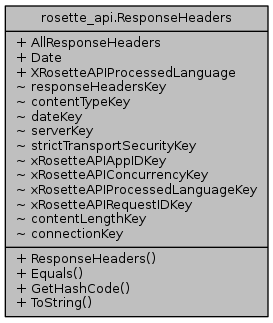 rosette_api.ResponseHeaders
+ AllResponseHeaders
+ Date
+ XRosetteAPIProcessedLanguage
~ responseHeadersKey
~ contentTypeKey
~ dateKey
~ serverKey
~ strictTransportSecurityKey
~ xRosetteAPIAppIDKey
~ xRosetteAPIConcurrencyKey
~ xRosetteAPIProcessedLanguageKey
~ xRosetteAPIRequestIDKey
~ contentLengthKey
~ connectionKey
+ ResponseHeaders()
+ Equals()
+ GetHashCode()
+ ToString()